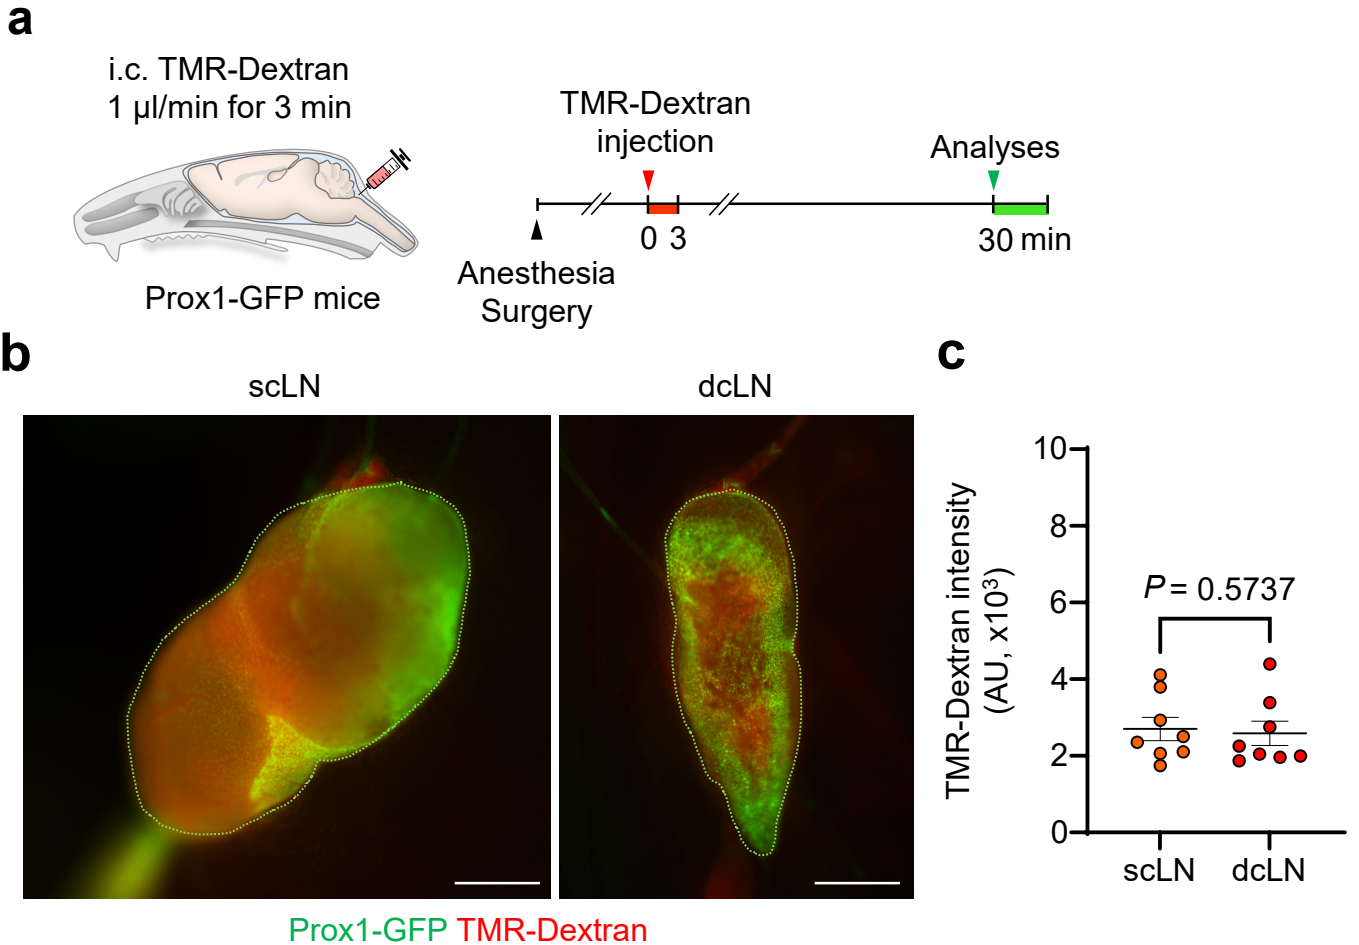 a
i.c. TMR-Dextran
1 µl/min for 3 min
Prox1-GFP mice
TMR-Dextran
injection
Analyses
0 3
30 min
Anesthesia
Surgery
b
scLN
dcLN
Prox1-GFP TMR-Dextran
c
TMR-Dextran intensity
(AU, x10³)
10
8
6
4
2
0
P = 0.5737
scLN
dcLN